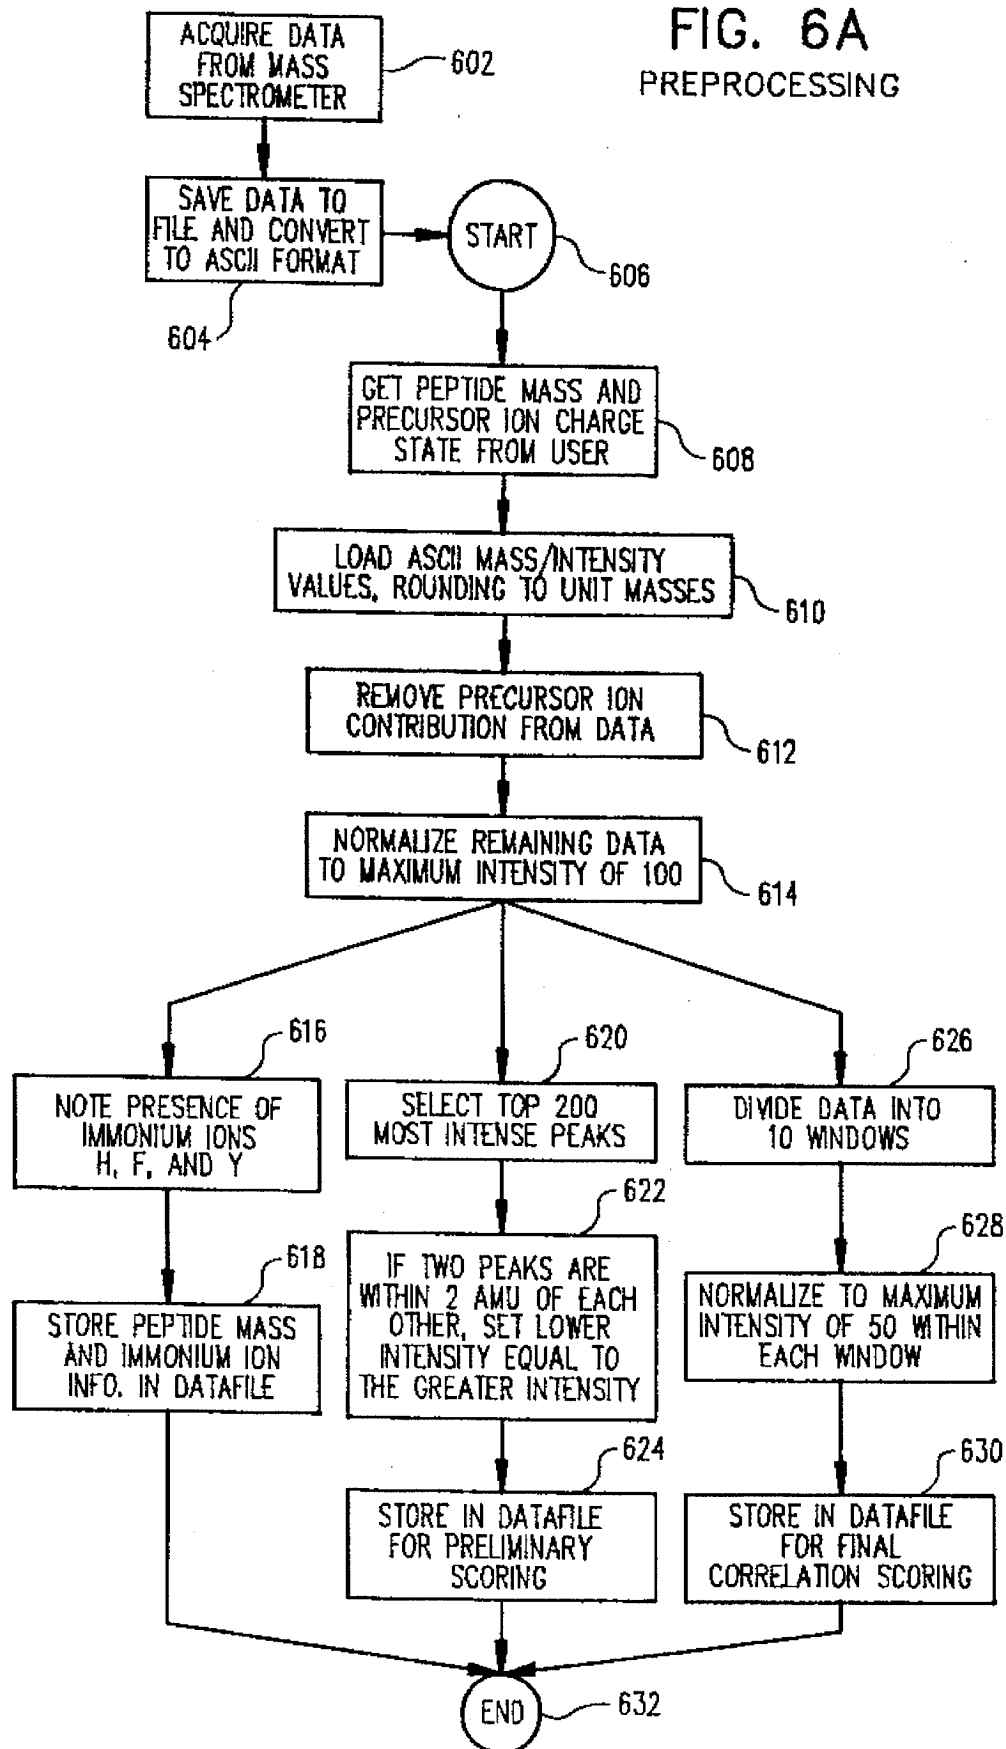 FIG. 6A
PREPROCESSING
ACQUIRE DATA
FROM MASS
SPECTROMETER
602
SAVE DATA TO
FILE AND CONVERT
TO ASCII FORMAT
604
START
606
GET PEPTIDE MASS AND
PRECURSOR ION CHARGE
STATE FROM USER
608
LOAD ASCII MASS/INTENSITY
VALUES, ROUNDING TO UNIT MASSES
610
REMOVE PRECURSOR ION
CONTRIBUTION FROM DATA
612
NORMALIZE REMAINING DATA
TO MAXIMUM INTENSITY OF 100
614
616
NOTE PRESENCE OF
IMMONIUM IONS
H, F, AND Y
618
STORE PEPTIDE MASS
AND IMMONIUM ION
INFO. IN DATAFILE
620
SELECT TOP 200
MOST INTENSE PEAKS
622
IF TWO PEAKS ARE
WITHIN 2 AMU OF EACH
OTHER, SET LOWER
INTENSITY EQUAL TO
THE GREATER INTENSITY
624
STORE IN DATAFILE
FOR PRELIMINARY
SCORING
626
DIVIDE DATA INTO
10 WINDOWS
628
NORMALIZE TO MAXIMUM
INTENSITY OF 50 WITHIN
EACH WINDOW
630
STORE IN DATAFILE
FOR FINAL
CORRELATION SCORING
END
632